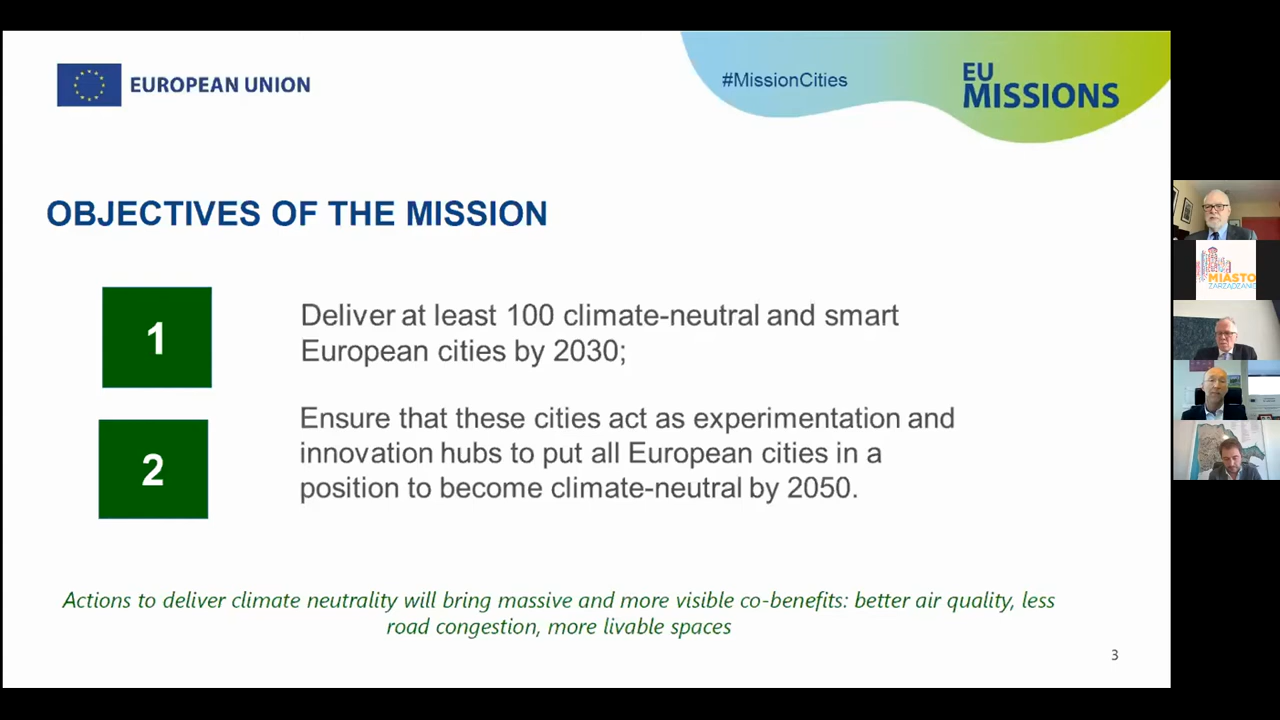 EUROPEAN UNION
#MissionCities
EU
MISSIONS
OBJECTIVES OF THE MISSION
1
Deliver at least 100 climate-neutral and smart
European cities by 2030;
2
Ensure that these cities act as experimentation and
innovation hubs to put all European cities in a
position to become climate-neutral by 2050.
Actions to deliver climate neutrality will bring massive and more visible co-benefits: better air quality, less
road congestion, more livable spaces
3
MIASTO